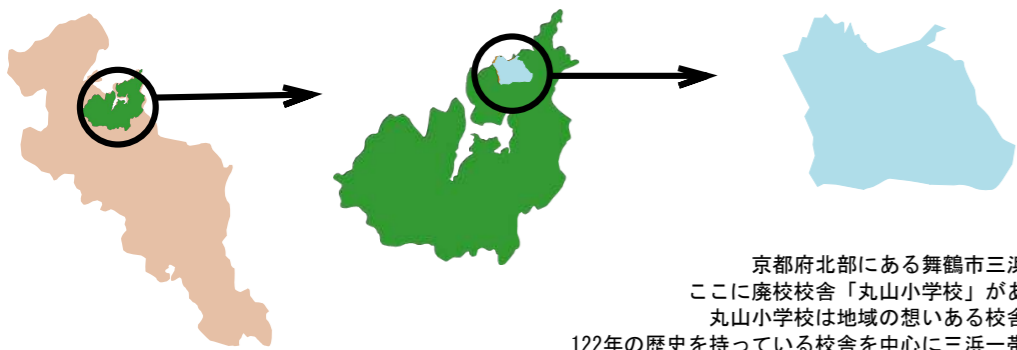 京都府北部にある舞鶴市三浜
ここに廃校校舎「丸山小学校」があ
丸山小学校は地域の想いある校舎
122年の歴史を持っている校舎を中心に三浜一帯